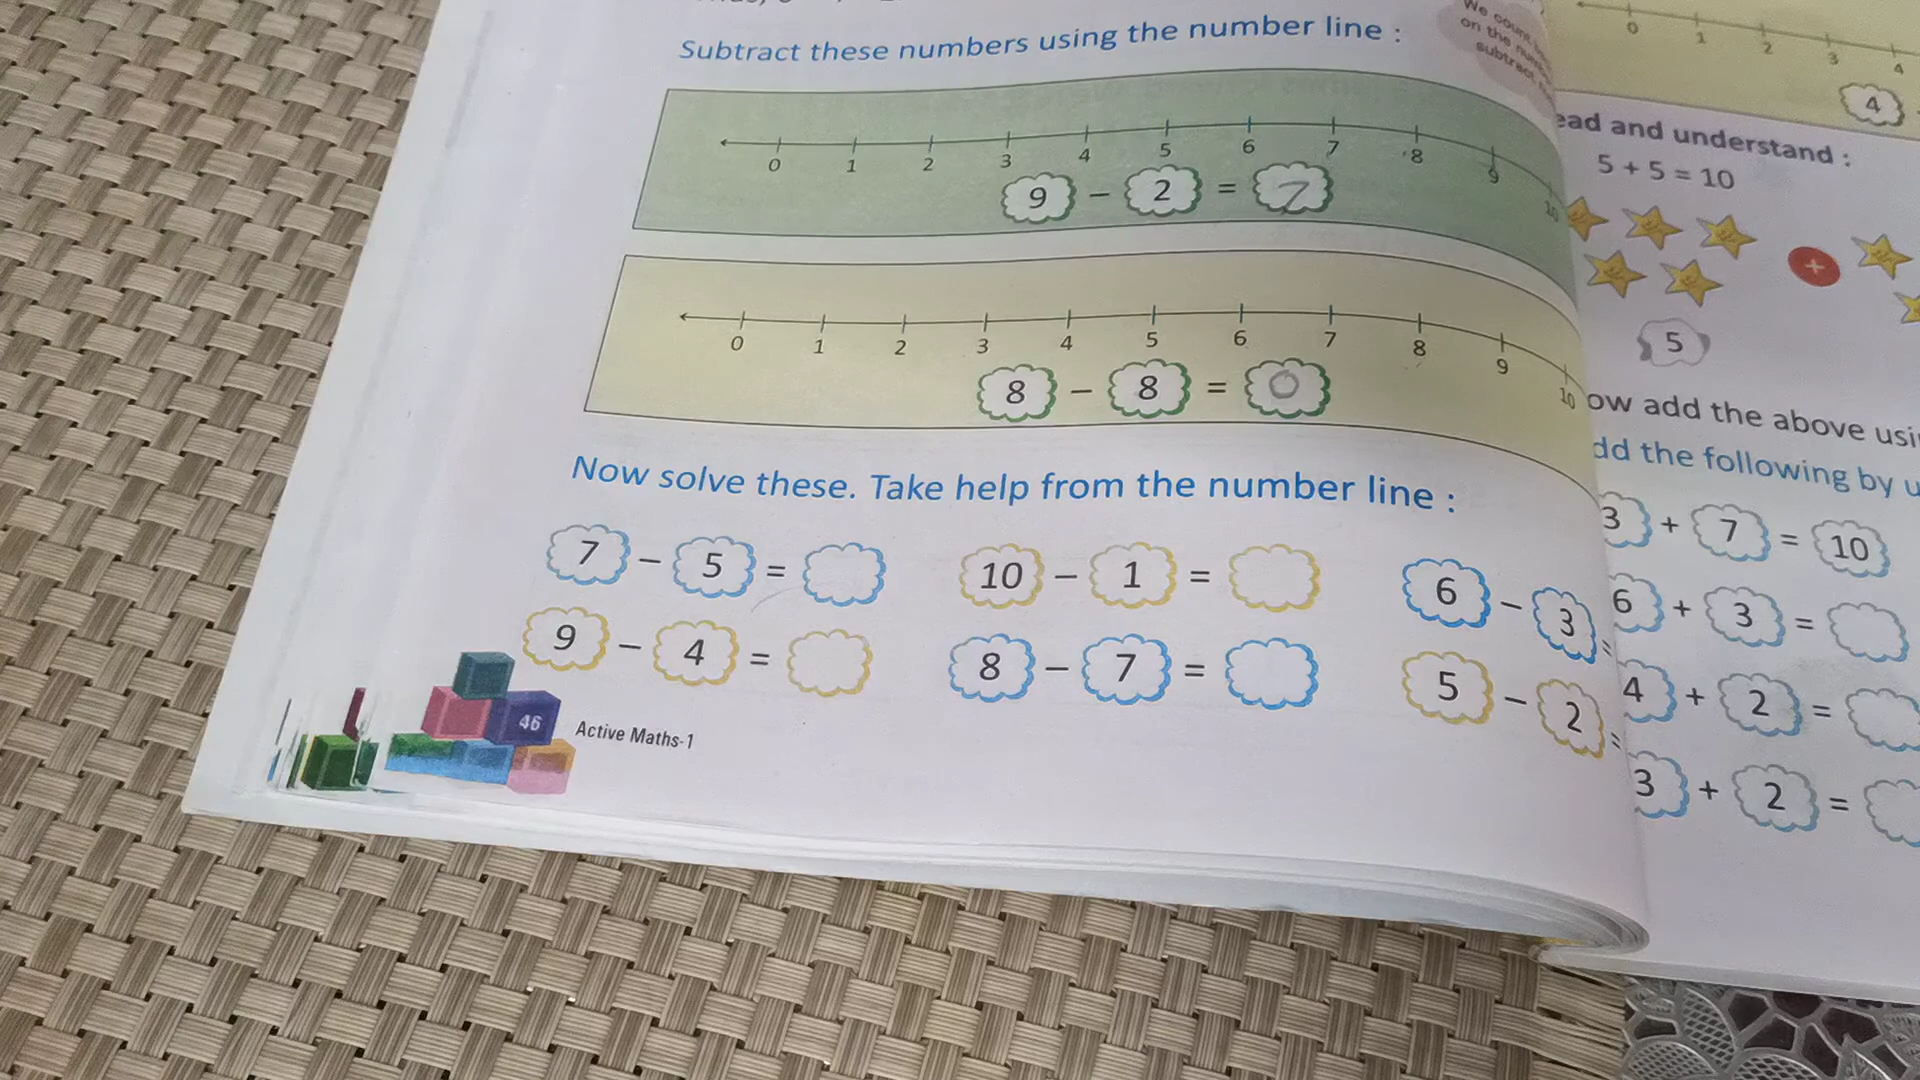 Subtract these numbers using the number line :
0 1 2 3 4 5 6 7 8 9 10
9 – 2 = 7
0 1 2 3 4 5 6 7 8 9 10
8 – 8 = 0
Now solve these. Take help from the number line :
7 – 5 =
10 – 1 =
6 – 3 =
9 – 4 =
8 – 7 =
5 – 2 =
46
Active Maths-1
We
on the
subtract
0 1 2 3 4
4
and understand :
5 + 5 = 10
+
5
add the above
the following by
3 + 7 = 10
6 + 3 =
4 + 2 =
3 + 2 =